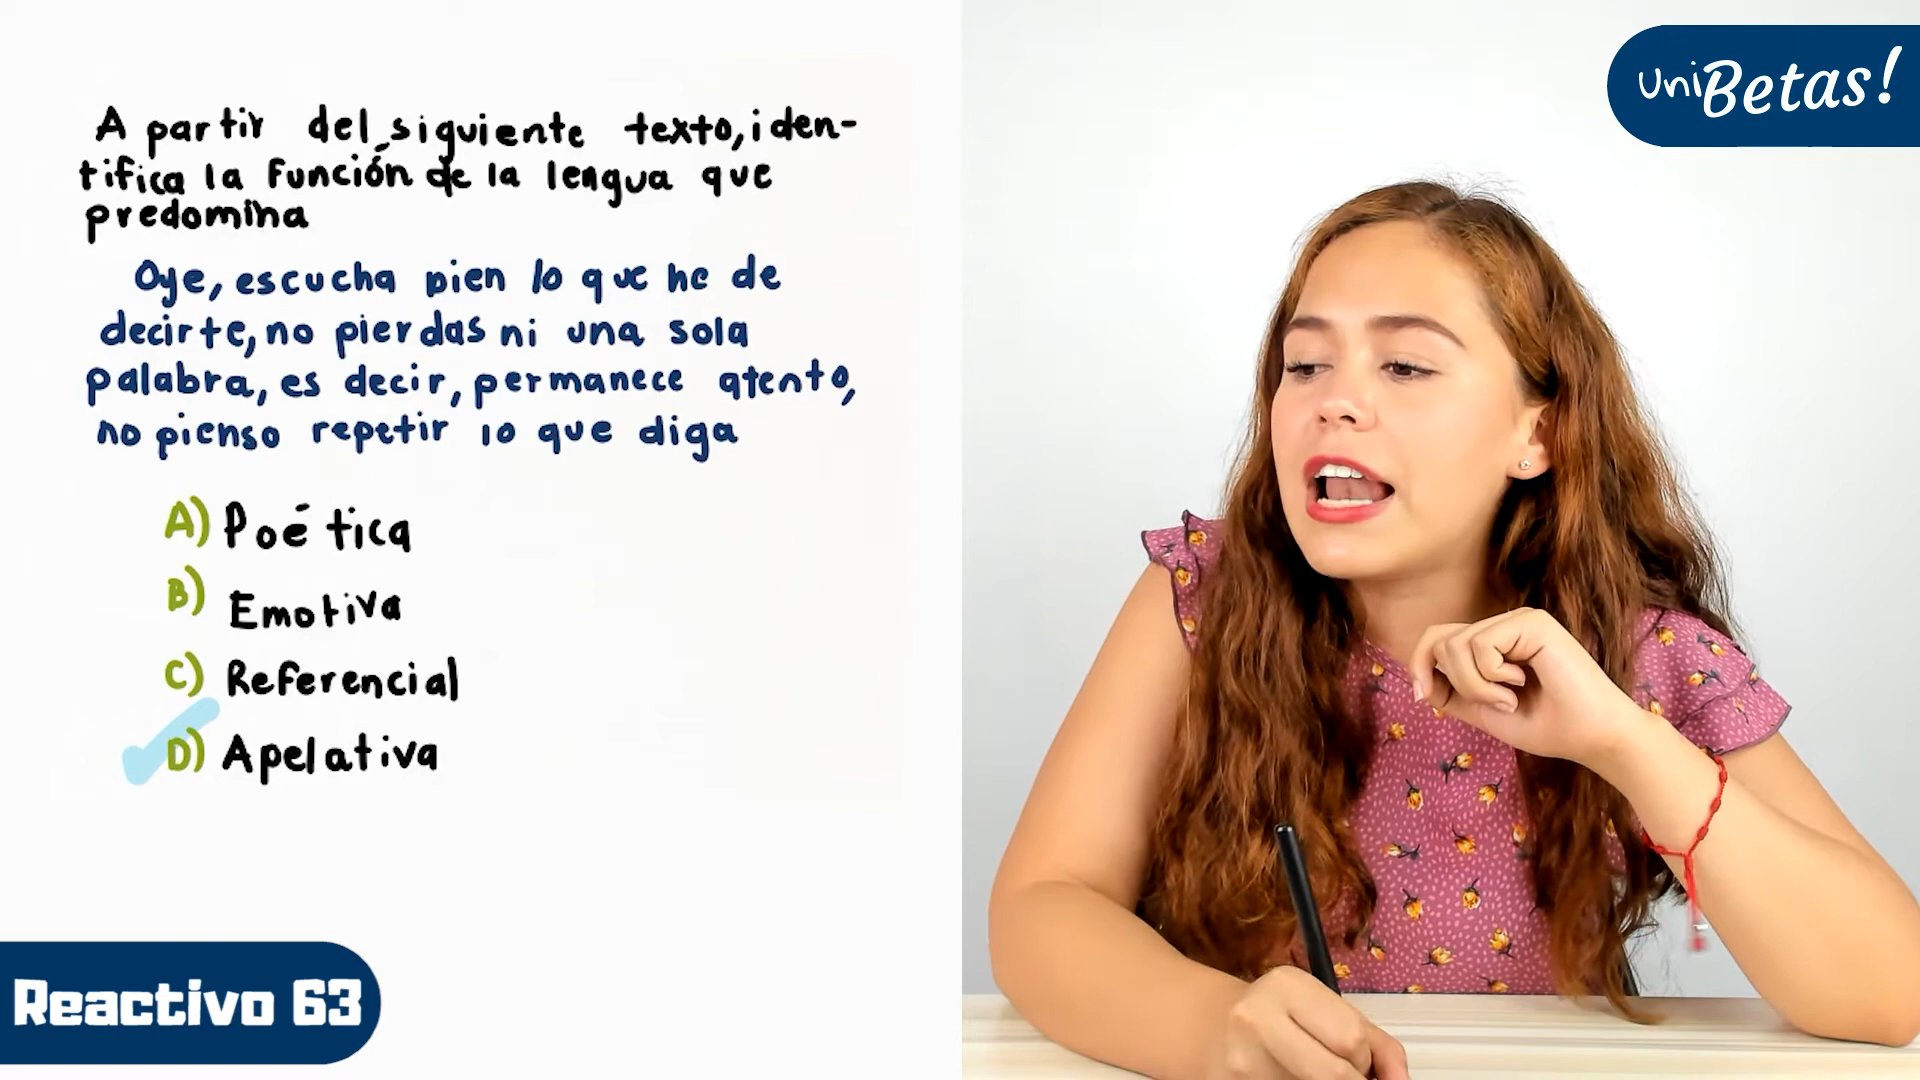 A partir del siguiente texto, iden-
tifica la función de la lengua que
predomina
Oye, escucha bien lo que he de
decirte, no pierdas ni una sola
palabra, es decir, permanece atento,
no pienso repetir lo que diga
A) Poética
B) Emotiva
C) Referencial
D) Apelativa
Reactivo 63
uniBetas!